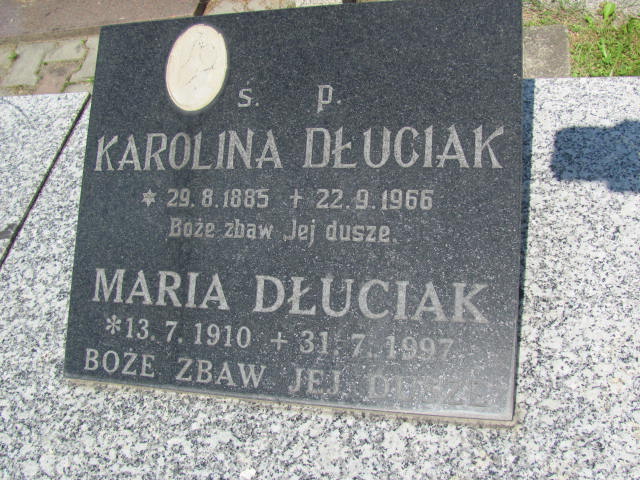 ś. p.
KAROLINA DŁUCIAK
* 29.8.1885 + 22.9.1966
Boże zbaw Jej dusze.
MARIA DŁUCIAK
* 13.7.1910 + 31.7.1997
BOŻE ZBAW JEJ DUSZE